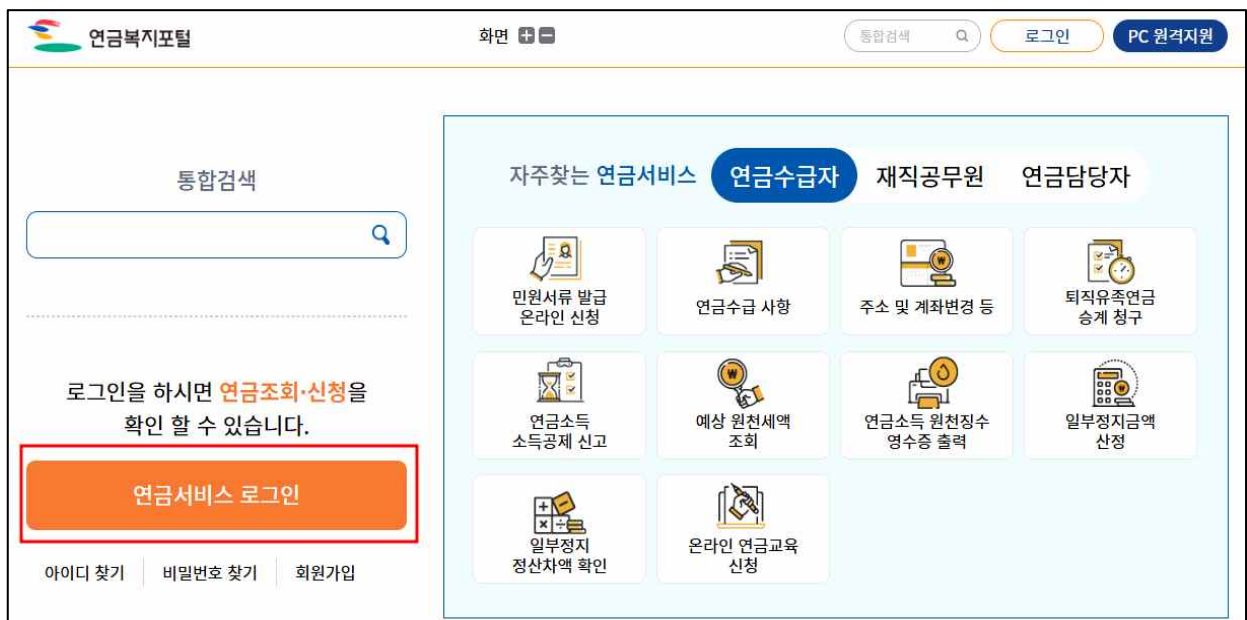 연금복지포털
화면
통합검색
로그인
PC 원격지원
통합검색
로그인을 하시면 연금조회·신청을
확인 할 수 있습니다.
연금서비스 로그인
아이디 찾기
비밀번호 찾기
회원가입
자주찾는 연금서비스
연금수급자
재직공무원
연금담당자
민원서류 발급
온라인 신청
연금수급 사항
주소 및 계좌변경 등
퇴직유족연금
승계 청구
연금소득
소득공제 신고
예상 원천세액
조회
연금소득 원천징수
영수증 출력
일부정지금액
산정
일부정지
정산차액 확인
온라인 연금교육
신청